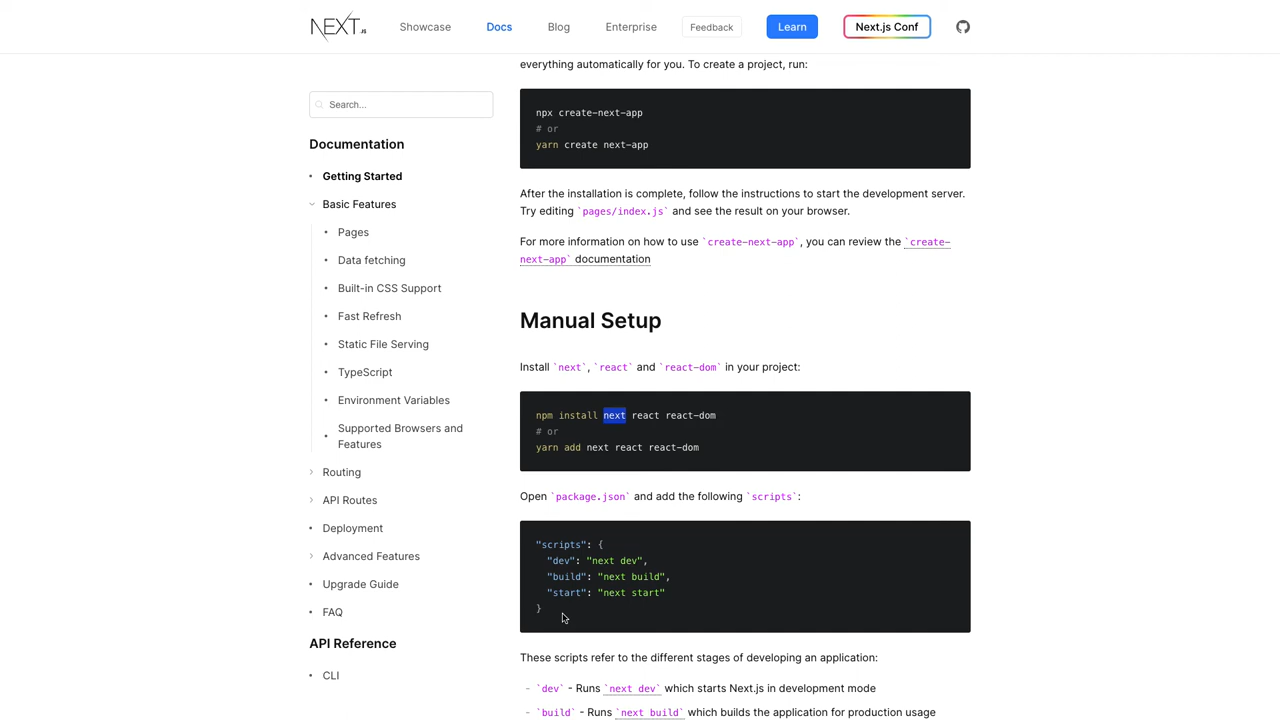 NEXT.JS
Showcase
Docs
Blog
Enterprise
Feedback
Learn
Next.js Conf
Search...
Documentation
Getting Started
Basic Features
Pages
Data fetching
Built-in CSS Support
Fast Refresh
Static File Serving
TypeScript
Environment Variables
Supported Browsers and
Features
Routing
API Routes
Deployment
Advanced Features
Upgrade Guide
FAQ
API Reference
CLI
everything automatically for you. To create a project, run:
npx create-next-app
# or
yarn create next-app
After the installation is complete, follow the instructions to start the development server.
Try editing `pages/index.js` and see the result on your browser.
For more information on how to use `create-next-app`, you can review the `create-
next-app` documentation
Manual Setup
Install `next`, `react` and `react-dom` in your project:
npm install next react react-dom
# or
yarn add next react react-dom
Open `package.json` and add the following `scripts`:
"scripts": {
"dev": "next dev",
"build": "next build",
"start": "next start"
}
These scripts refer to the different stages of developing an application:
- `dev` - Runs `next dev` which starts Next.js in development mode
- `build` - Runs `next build` which builds the application for production usage